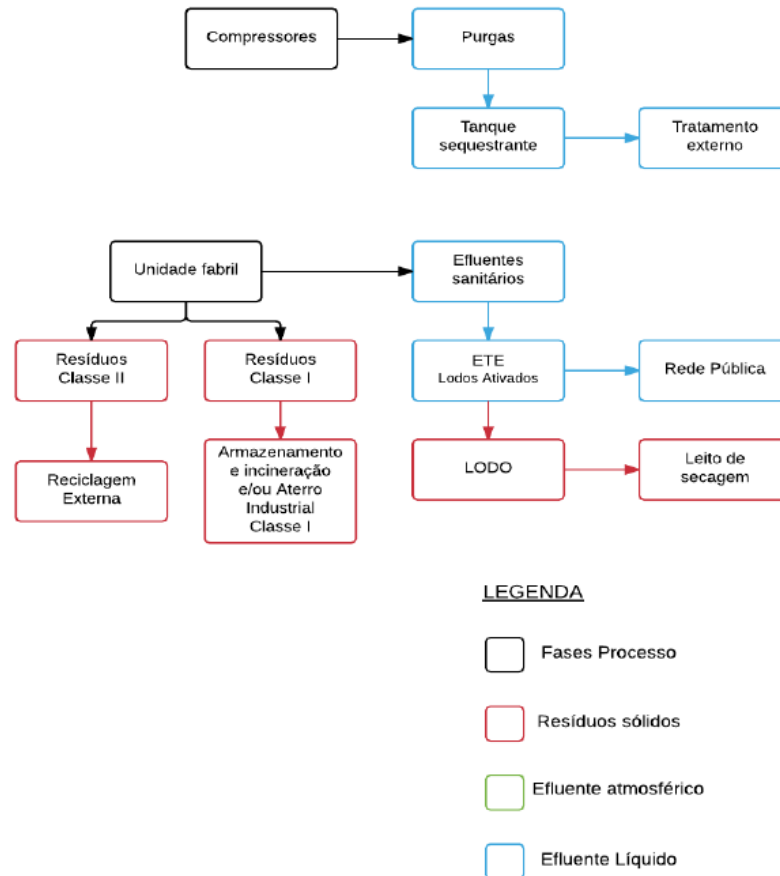 Compressores
Purgas
Tanque
sequestrante
Tratamento
externo
Unidade fabril
Efluentes
sanitários
Resíduos
Classe II
Resíduos
Classe I
ETE
Lodos Ativados
Rede Pública
Reciclagem
Externa
Armazenamento
e incineração
e/ou Aterro
Industrial
Classe I
LODO
Leito de
secagem
LEGENDA
Fases Processo
Resíduos sólidos
Efluente atmosférico
Efluente Líquido